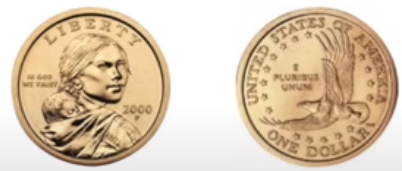 LIBERTY
IN GOD
WE TRUST
2000
P
UNITED STATES OF AMERICA
E
PLURIBUS
UNUM
ONE DOLLAR